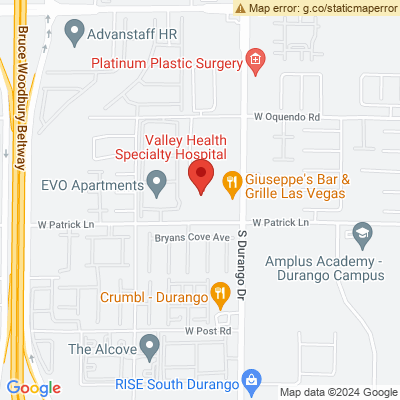 Map error: g.co/staticmaperror
Bruce Woodbury Beltway
Advanstaff HR
Platinum Plastic Surgery
W Oquendo Rd
Valley Health
Specialty Hospital
EVO Apartments
Giuseppe's Bar &
Grille Las Vegas
W Patrick Ln
W Patrick Ln
Bryans Cove Ave
S Durango Dr
Amplus Academy -
Durango Campus
Crumbl - Durango
W Post Rd
The Alcove
RISE South Durango
Google
Map data ©2024 Google